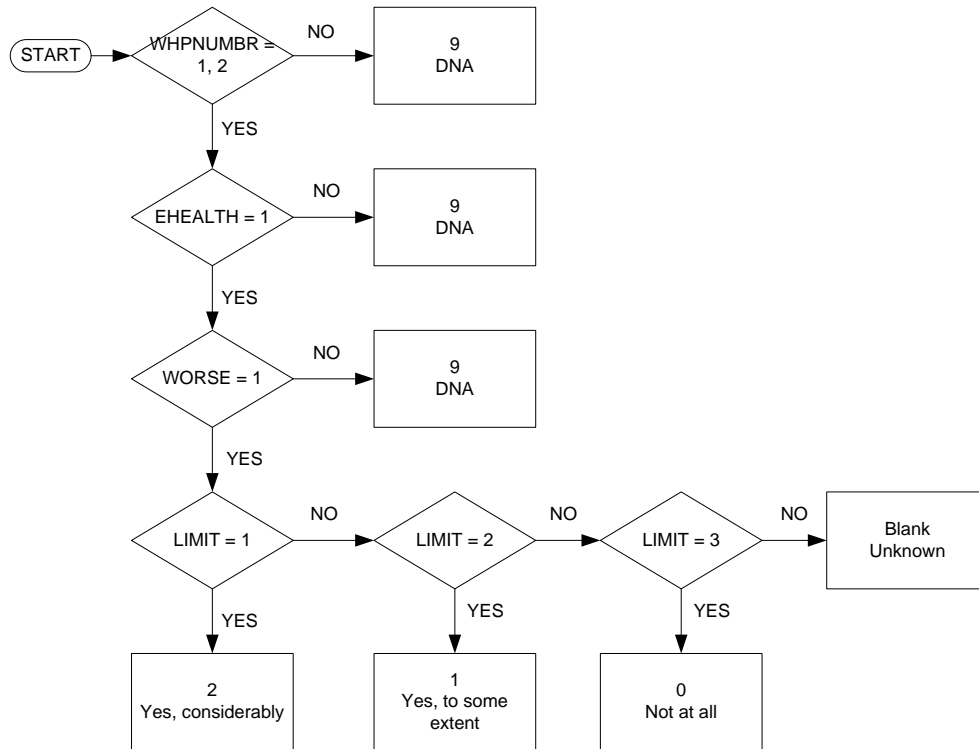 START
WHPNUMBR =
1, 2
NO
9
DNA
YES
EHEALTH = 1
NO
9
DNA
YES
WORSE = 1
NO
9
DNA
YES
LIMIT = 1
NO
LIMIT = 2
NO
LIMIT = 3
NO
Blank
Unknown
YES
YES
YES
2
Yes, considerably
1
Yes, to some
extent
0
Not at all